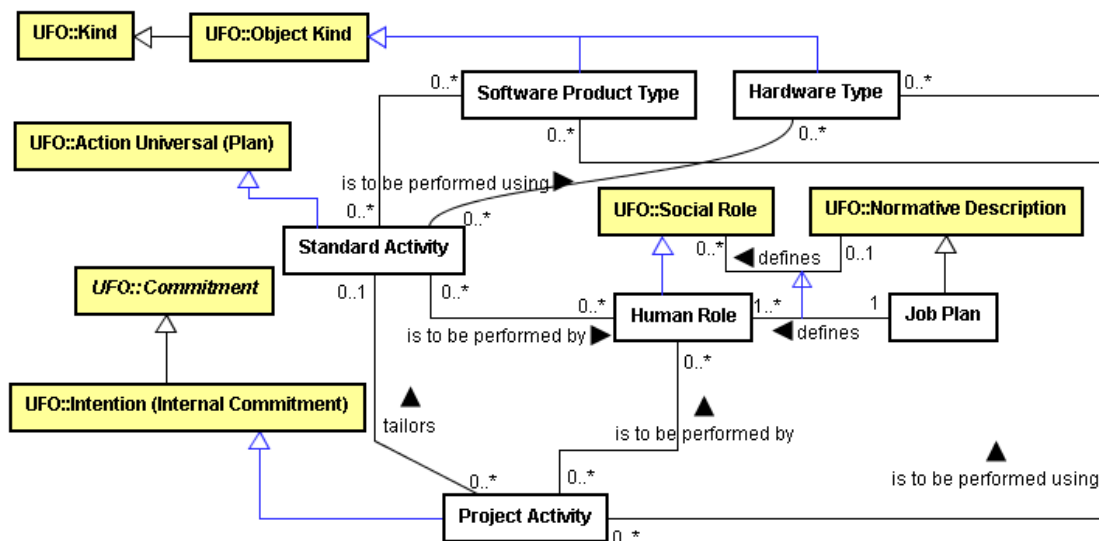 UFO::Kind
UFO::Object Kind
0..*
Software Product Type
Hardware Type
0..*
0..*
0..*
UFO::Action Universal (Plan)
is to be performed using
0..*
0..*
UFO::Social Role
UFO::Normative Description
Standard Activity
0..*
defines
0..1
UFO::Commitment
0..1
0..*
0..*
Human Role
1..*
1
Job Plan
is to be performed by
defines
0..*
UFO::Intention (Internal Commitment)
tailors
is to be performed by
is to be performed using
0..*
0..*
Project Activity
0..*